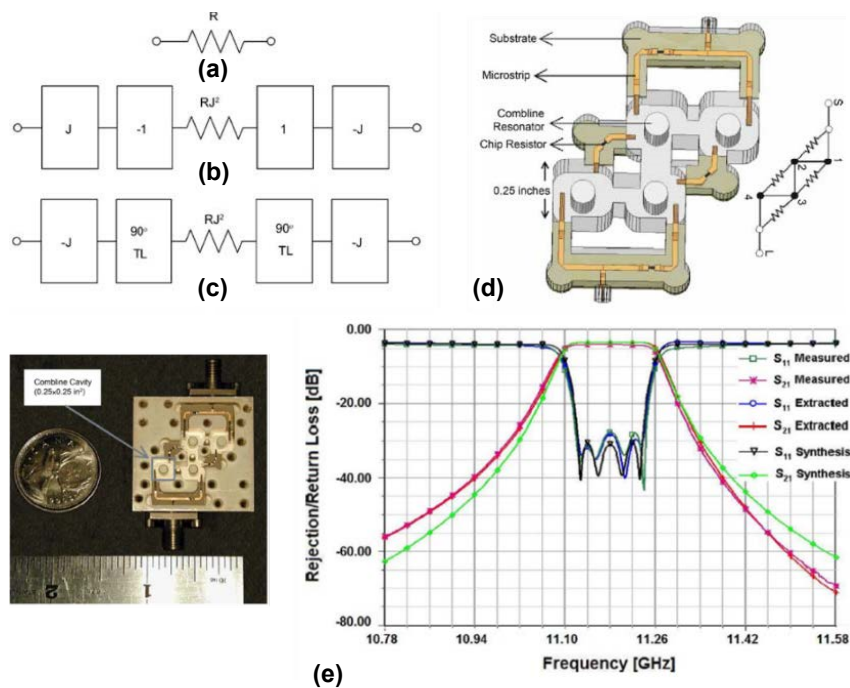 R
(a)
J
-1
RJ²
1
-J
(b)
-J
90°
TL
RJ²
90°
TL
-J
(c)
Substrate
Microstrip
Combline
Resonator
Chip Resistor
0.25 inches
S
1
2
3
4
L
(d)
Combline Cavity
(0.25x0.25 in²)
2
1
0.00
-20.00
-40.00
-60.00
-80.00
Rejection/Return Loss [dB]
S11 Measured
S21 Measured
S11 Extracted
S21 Extracted
S11 Synthesis
S21 Synthesis
10.78 10.94 11.10 11.26 11.42 11.58
Frequency [GHz]
(e)